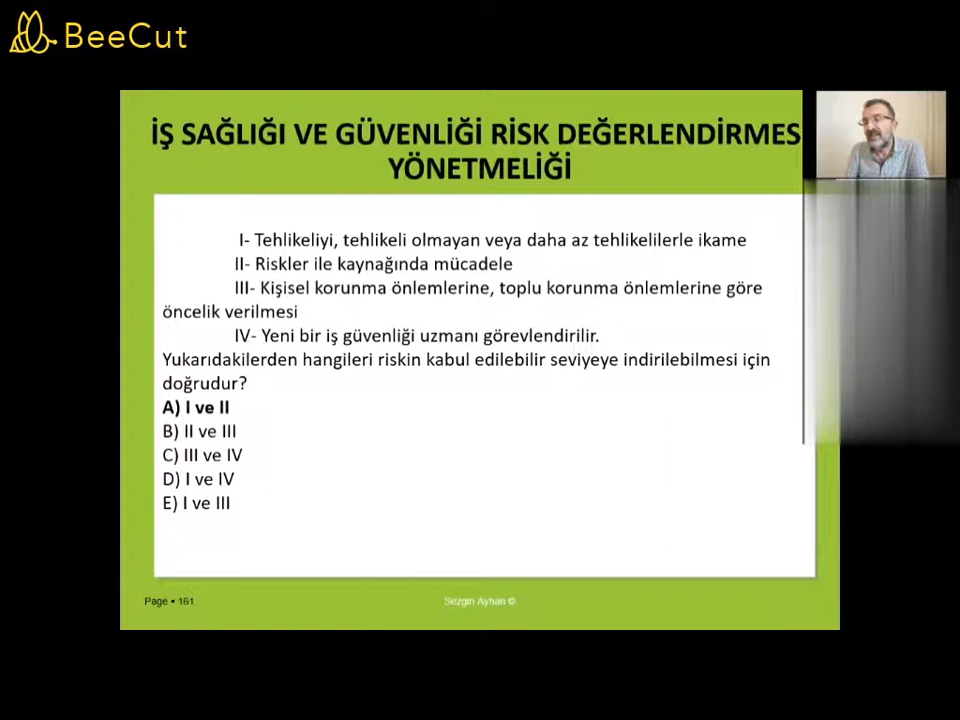 BeeCut
İŞ SAĞLIĞI VE GÜVENLİĞİ RİSK DEĞERLENDİRMES
YÖNETMELİĞİ
I- Tehlikeliyi, tehlikeli olmayan veya daha az tehlikelilerle ikame
II- Riskler ile kaynağında mücadele
III- Kişisel korunma önlemlerine, toplu korunma önlemlerine göre
öncelik verilmesi
IV- Yeni bir iş güvenliği uzmanı görevlendirilir.
Yukarıdakilerden hangileri riskin kabul edilebilir seviyeye indirilebilmesi için
doğrudur?
A) I ve II
B) II ve III
C) III ve IV
D) I ve IV
E) I ve III
Page ▪ 161
Sezgin Ayhan ©